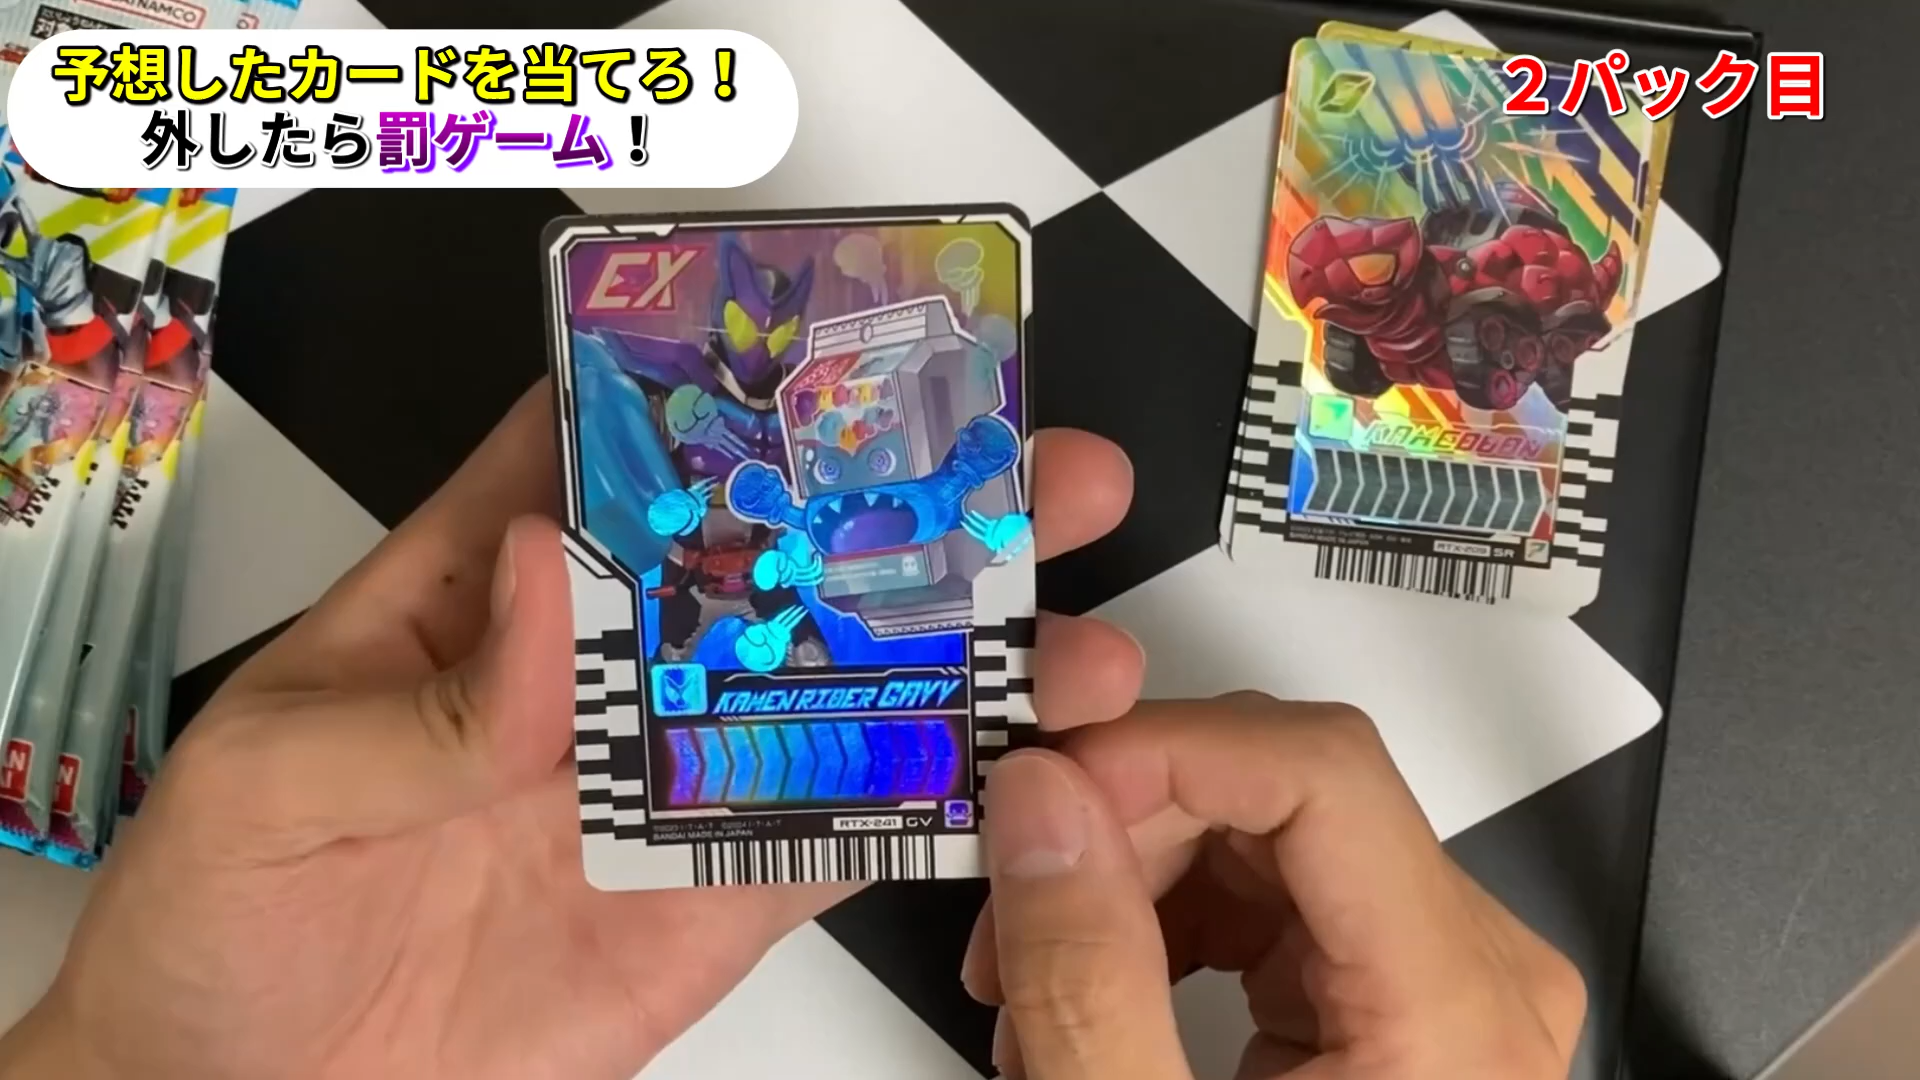 BANDAI NAMCO
予想したカードを当てろ！
外したら罰ゲーム！
２パック目
EX
KAMEN RIDER GAVV
RTX-241 GV
BANDAI MADE IN JAPAN
RTX-209 SR